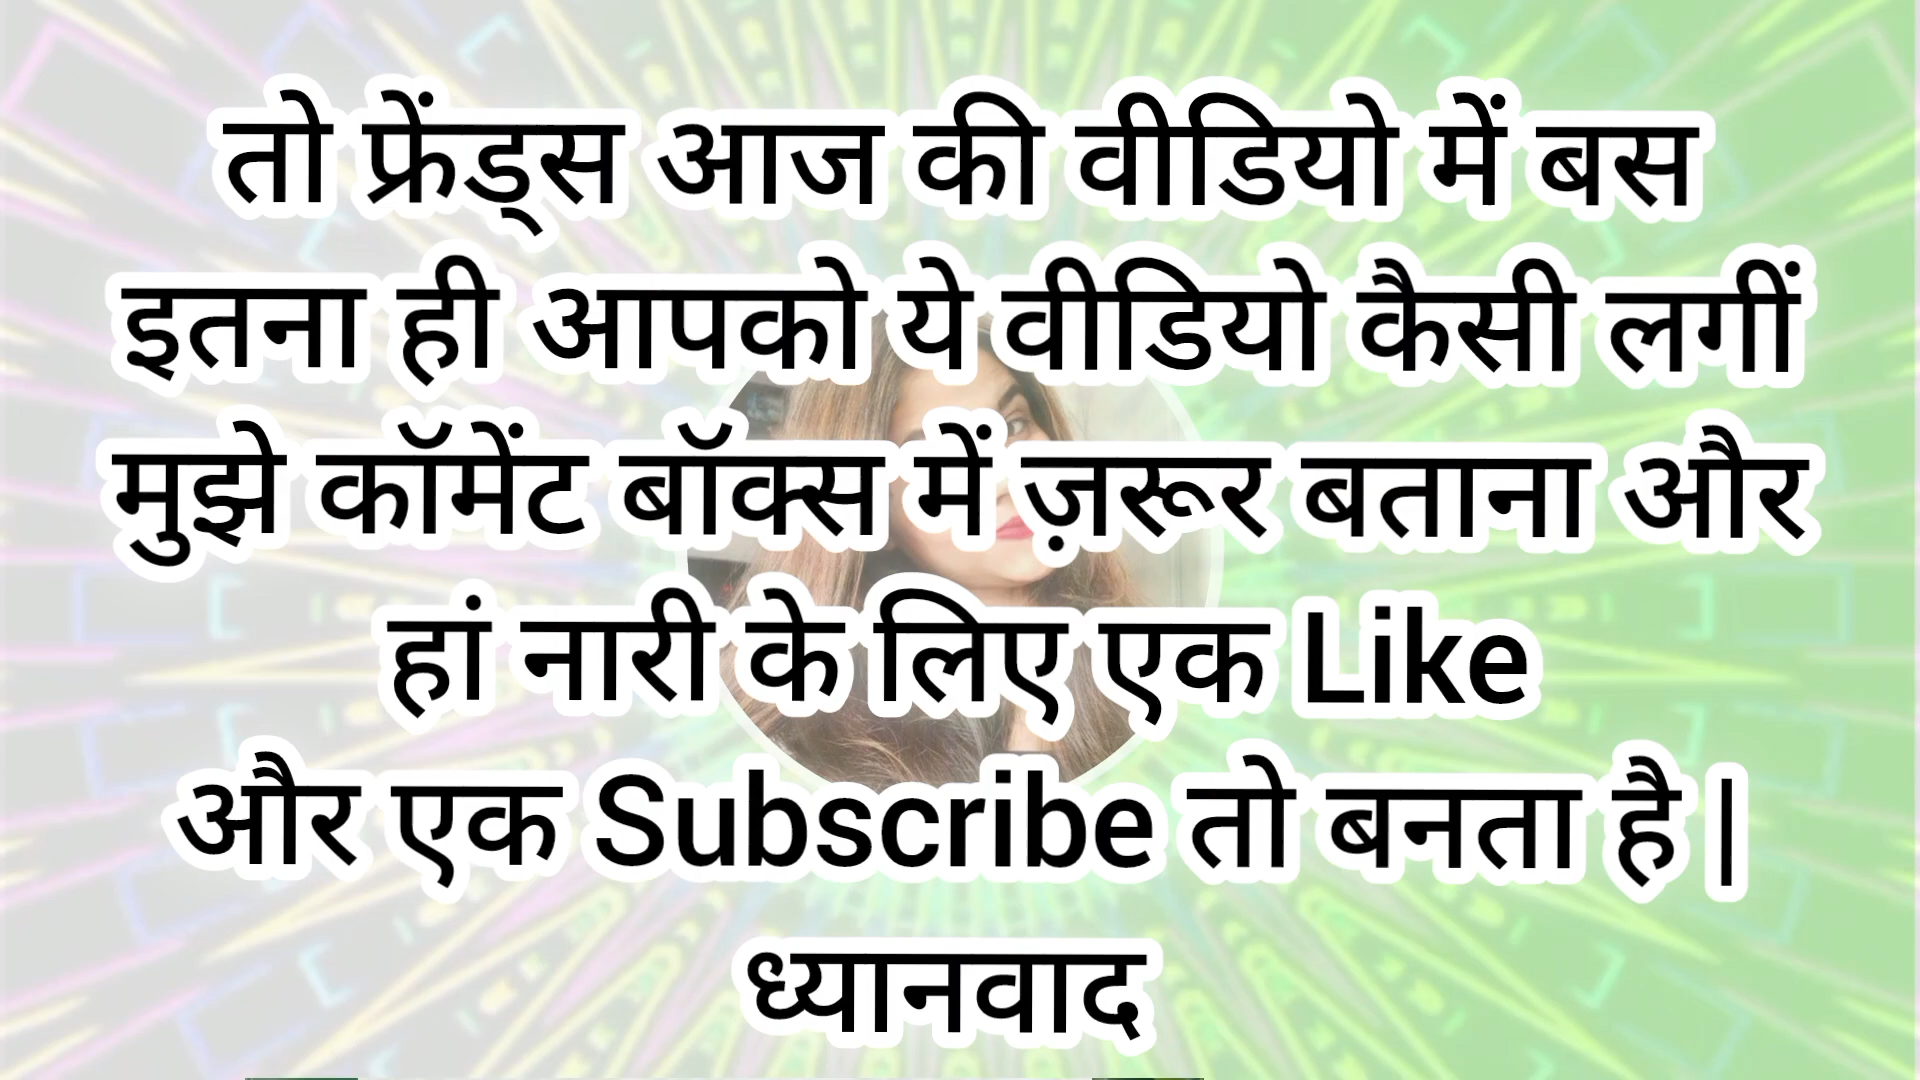 तो फ्रेंड्स आज की वीडियो में बस
इतना ही आपको ये वीडियो कैसी लगीं
मुझे कॉमेंट बॉक्स में ज़रूर बताना और
हां नारी के लिए एक Like
और एक Subscribe तो बनता है |
ध्यानवाद